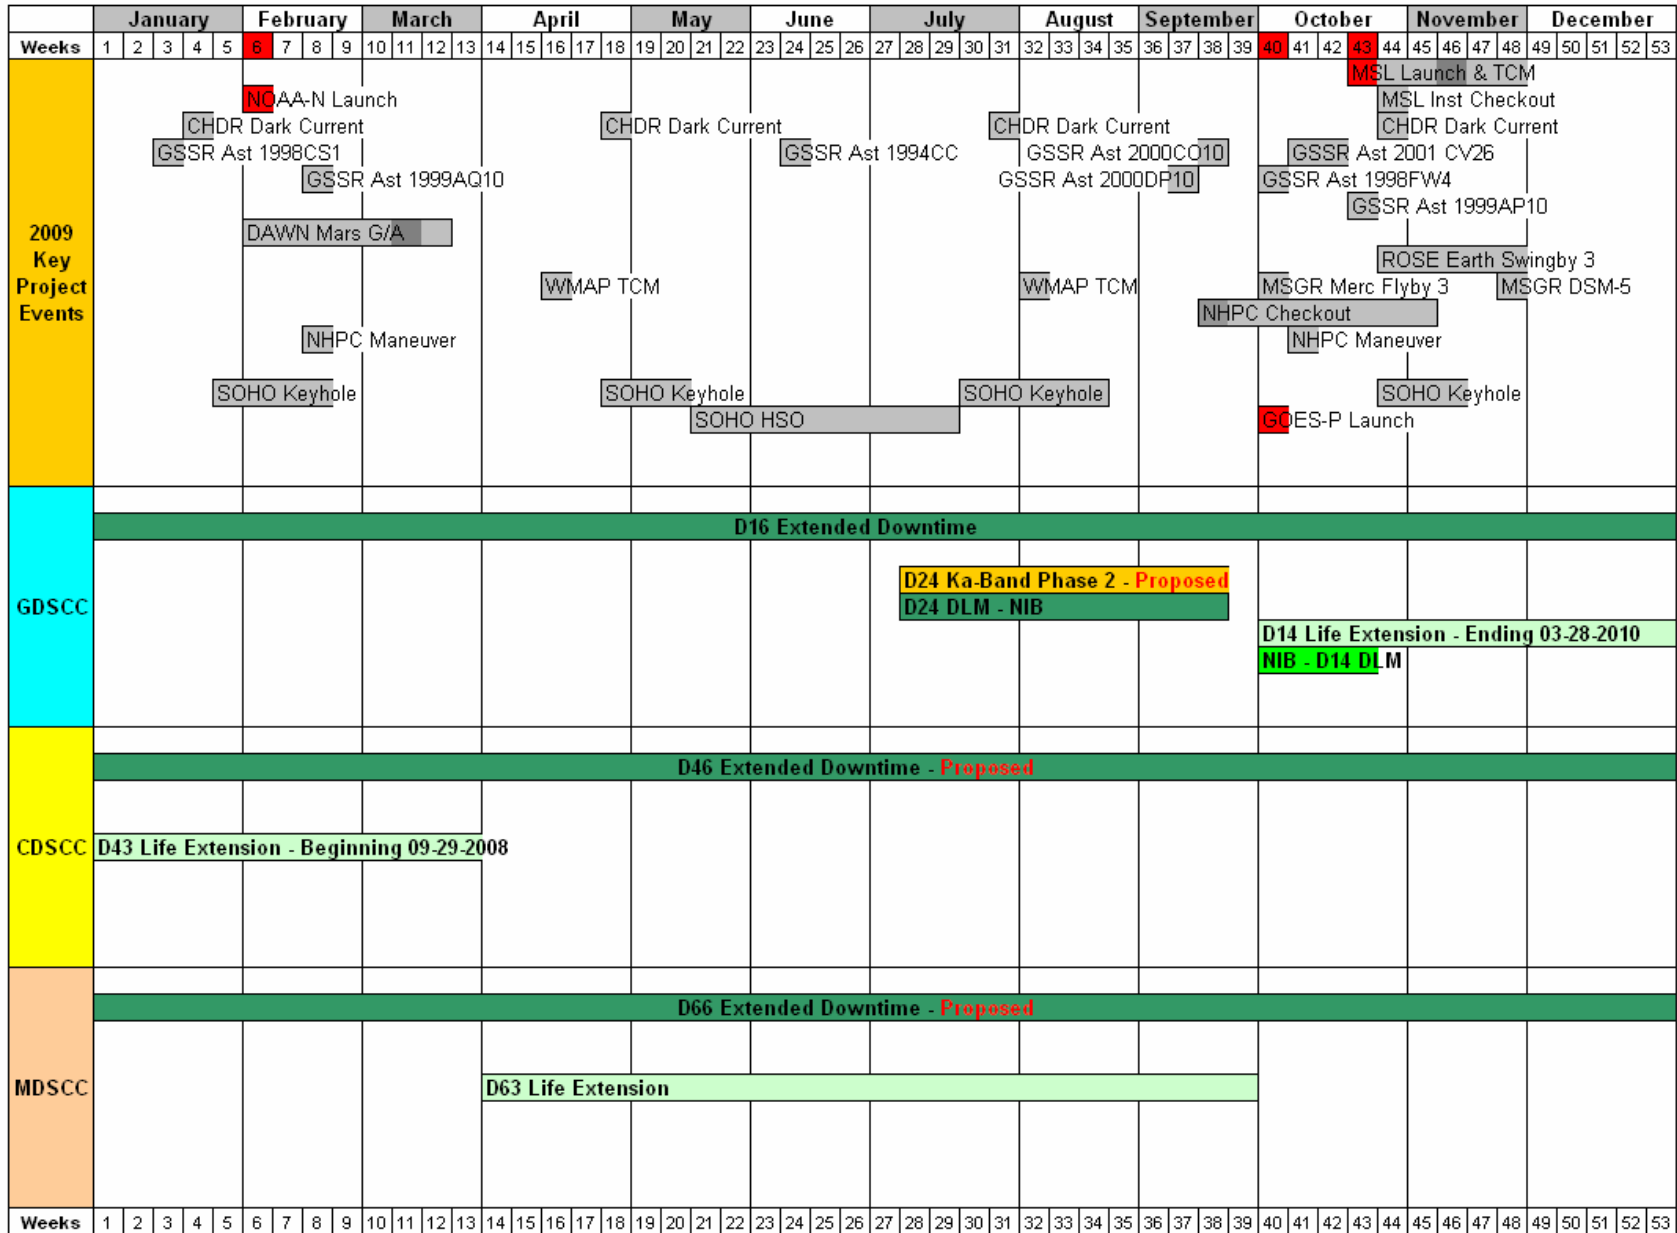 January February March April May June July August September October November December
Weeks 1 2 3 4 5 6 7 8 9 10 11 12 13 14 15 16 17 18 19 20 21 22 23 24 25 26 27 28 29 30 31 32 33 34 35 36 37 38 39 40 41 42 43 44 45 46 47 48 49 50 51 52 53
2009
Key
Project
Events
MSL Launch & TCM
NOAA-N Launch
MSL Inst Checkout
CHDR Dark Current
CHDR Dark Current
CHDR Dark Current
CHDR Dark Current
GSSR Ast 1998CS1
GSSR Ast 1994CC
GSSR Ast 2000CO10
GSSR Ast 2001 CV26
GSSR Ast 1999AQ10
GSSR Ast 2000DP10
GSSR Ast 1998FW4
GSSR Ast 1999AP10
DAWN Mars G/A
ROSE Earth Swingby 3
WMAP TCM
WMAP TCM
MSGR Merc Flyby 3
MSGR DSM-5
NHPC Checkout
NHPC Maneuver
NHPC Maneuver
SOHO Keyhole
SOHO Keyhole
SOHO Keyhole
SOHO Keyhole
SOHO HSO
GOES-P Launch
GDSCC
D16 Extended Downtime
D24 Ka-Band Phase 2 - Proposed
D24 DLM - NIB
D14 Life Extension - Ending 03-28-2010
NIB - D14 DLM
CDSCC
D46 Extended Downtime - Proposed
D43 Life Extension - Beginning 09-29-2008
MDSCC
D66 Extended Downtime - Proposed
D63 Life Extension
Weeks 1 2 3 4 5 6 7 8 9 10 11 12 13 14 15 16 17 18 19 20 21 22 23 24 25 26 27 28 29 30 31 32 33 34 35 36 37 38 39 40 41 42 43 44 45 46 47 48 49 50 51 52 53